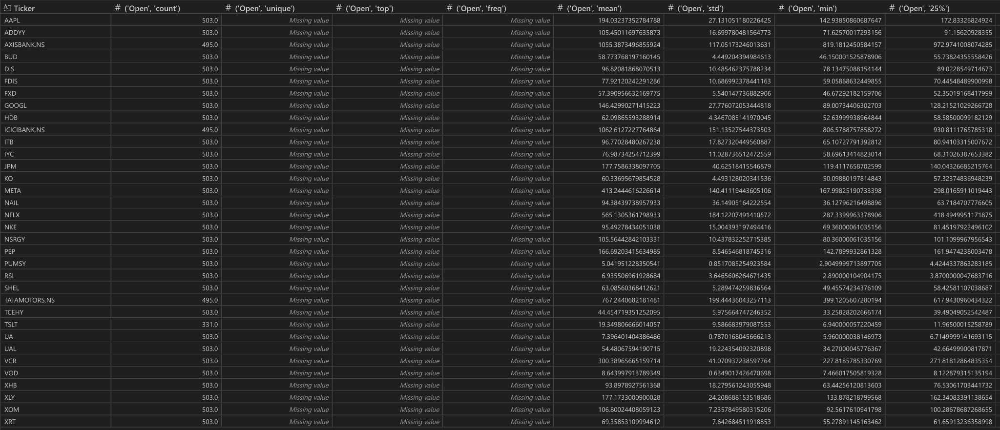 Ticker # ('Open', 'count') # ('Open', 'unique') # ('Open', 'top') # ('Open', 'freq') # ('Open', 'mean') # ('Open', 'std') # ('Open', 'min') # ('Open', '25%')
AAPL 503.0 Missing value Missing value Missing value 194.03237352784788 27.131051180226425 142.93850860687647 172.83326824924
ADDYY 503.0 Missing value Missing value Missing value 105.45011697635873 16.699780481564773 71.62570017293156 91.15620928355
AXISBANK.NS 495.0 Missing value Missing value Missing value 1055.3873496855924 117.05173246013631 819.1812450584157 972.9741008074285
BUD 503.0 Missing value Missing value Missing value 58.773768197160145 4.449204394984613 46.150001525878906 55.73824355558426
DIS 503.0 Missing value Missing value Missing value 96.82081868070513 10.485462375788234 78.13475088154144 89.0228549714673
FDIS 503.0 Missing value Missing value Missing value 77.92120242291286 10.686992378441163 59.05868632449855 70.44548489900998
FXD 503.0 Missing value Missing value Missing value 57.390956632169775 5.540147736882906 46.67292182159706 52.35019168417999
GOOGL 503.0 Missing value Missing value Missing value 146.42990271415223 27.776072053444818 89.00734406302703 128.21521029266728
HDB 503.0 Missing value Missing value Missing value 62.09865593288914 4.3467085141970045 52.63999938964844 58.58500099182129
ICICIBANK.NS 495.0 Missing value Missing value Missing value 1062.6127227764864 151.13527544373503 806.5788757858272 930.8111765785318
ITB 503.0 Missing value Missing value Missing value 96.77028480267238 17.827320449560887 65.10727791392812 80.94103315007672
IYC 503.0 Missing value Missing value Missing value 76.98734254712399 11.028736512472559 58.69613414823014 68.31026387653382
JPM 503.0 Missing value Missing value Missing value 177.7586338097705 40.62518415546879 119.4117658702599 140.04326685215764
KO 503.0 Missing value Missing value Missing value 60.33695679854528 4.493128020341536 50.09880197814843 57.32374836948239
META 503.0 Missing value Missing value Missing value 413.2444616226614 140.41119443605106 167.99825190733398 298.0165911019443
NAIL 503.0 Missing value Missing value Missing value 94.38439738957933 36.14905164222554 36.12796216498896 63.7184707776605
NFLX 503.0 Missing value Missing value Missing value 565.1305361798933 184.12207491410572 287.3399963378906 418.4949951171875
NKE 503.0 Missing value Missing value Missing value 95.49278434051038 15.004393197494416 69.36000061035156 81.45197922496102
NSRGY 503.0 Missing value Missing value Missing value 105.56442842103331 10.437832252715385 80.36000061035156 101.1099967956543
PEP 503.0 Missing value Missing value Missing value 166.69203415634985 8.546546818745316 142.7899932861328 161.9474238003478
PUMSY 503.0 Missing value Missing value Missing value 5.041951228350541 0.8517085254923584 2.9049999713897705 4.4244337863283185
RSI 503.0 Missing value Missing value Missing value 6.935506961928684 3.6465606264671435 2.890000104904175 3.8700000047683716
SHEL 503.0 Missing value Missing value Missing value 63.08560368412621 5.289474259836564 49.45574234376109 58.42581107038687
TATAMOTORS.NS 495.0 Missing value Missing value Missing value 767.2440682181481 199.44436043257113 399.1205607280194 617.9430960434322
TCEHY 503.0 Missing value Missing value Missing value 44.454719351252095 5.975664747246352 33.25828202666174 39.49049052542487
TSLT 331.0 Missing value Missing value Missing value 19.349806666014057 9.586683979087553 6.940000057220459 11.96500015258789
UA 503.0 Missing value Missing value Missing value 7.396401404386486 0.7870168045666213 5.960000038146973 6.7149999141693115
UAL 503.0 Missing value Missing value Missing value 54.48067594190715 19.224354092320898 34.27000045776367 42.66499900817871
VCR 503.0 Missing value Missing value Missing value 300.38965665159714 41.070937238597764 227.8185785330769 271.81812864835354
VOD 503.0 Missing value Missing value Missing value 8.643997913789349 0.6349017426470698 7.466017505819328 8.122879315135194
XHB 503.0 Missing value Missing value Missing value 93.8978927561368 18.279561243055948 63.44256120813603 76.53061703441732
XLY 503.0 Missing value Missing value Missing value 177.1733000900028 24.208688153518686 133.878218799568 162.34083391138654
XOM 503.0 Missing value Missing value Missing value 106.80024408059123 7.2357849580315206 92.5617610941798 100.28678687268655
XRT 503.0 Missing value Missing value Missing value 69.35853109994612 7.642684511918853 55.27891145163462 61.65913236358998